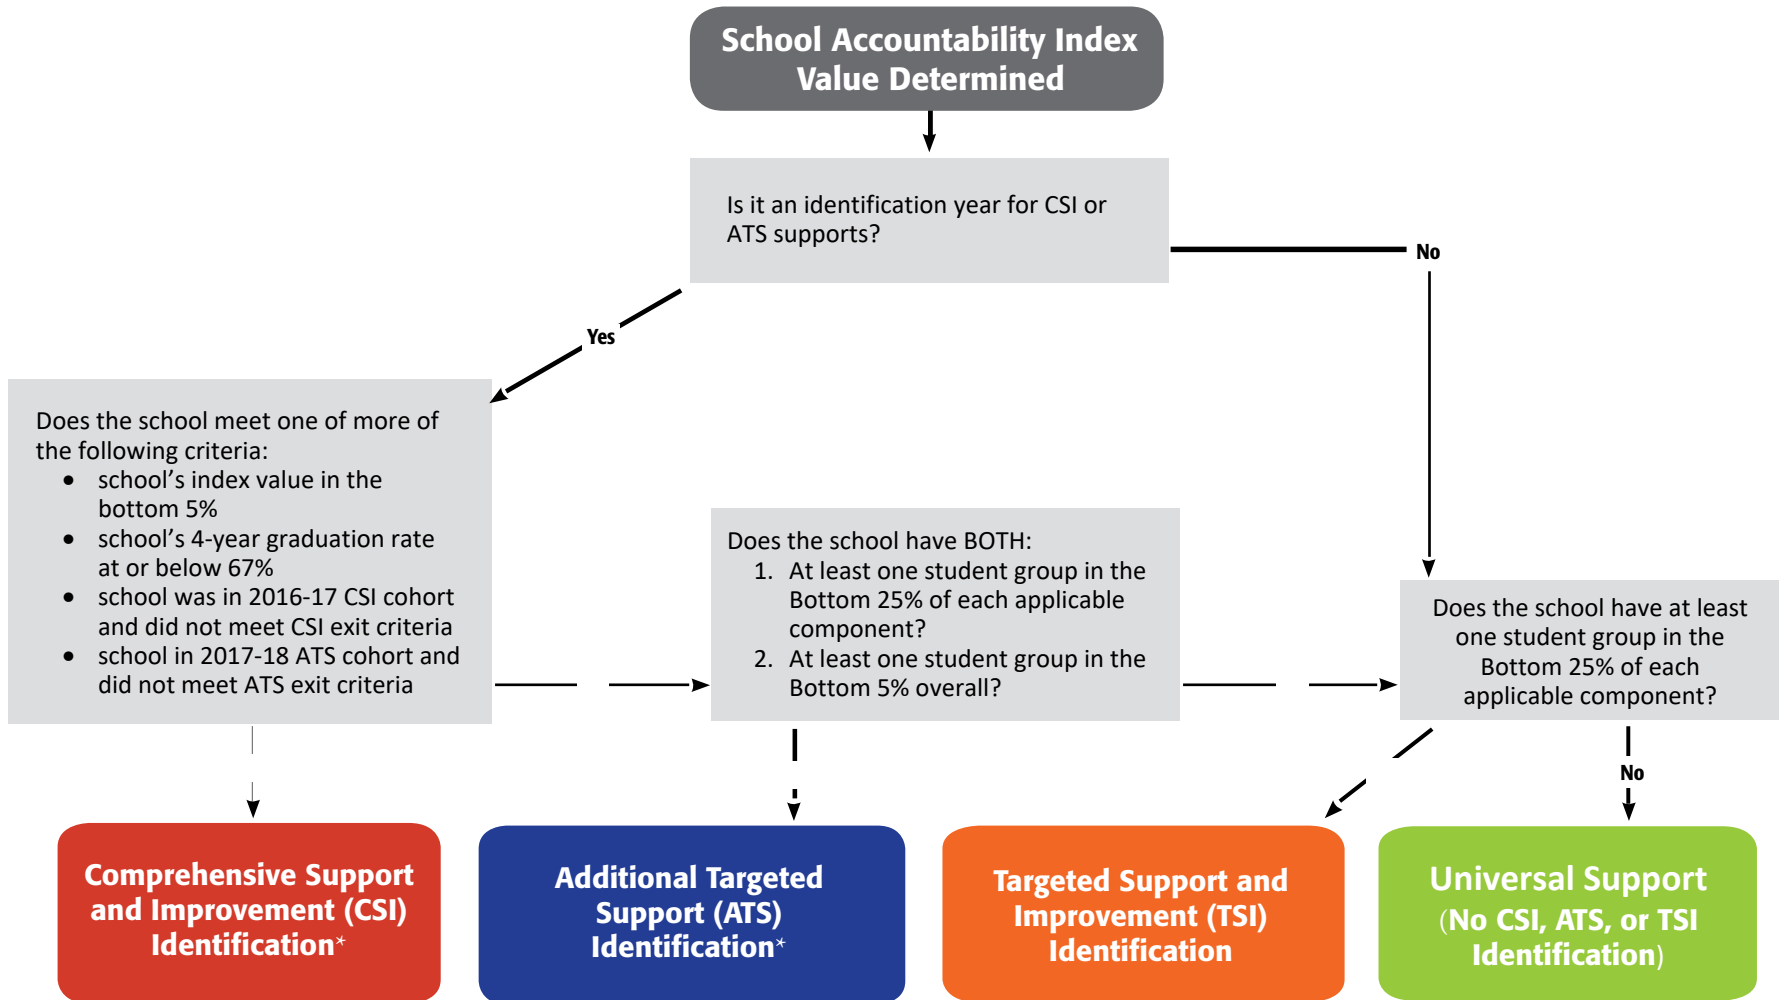 School Accountability Index
Value Determined
Is it an identification year for CSI or
ATS supports?
No
Yes
Does the school meet one of more of
the following criteria:
• school’s index value in the
bottom 5%
• school’s 4-year graduation rate
at or below 67%
• school was in 2016-17 CSI cohort
and did not meet CSI exit criteria
• school in 2017-18 ATS cohort and
did not meet ATS exit criteria
Does the school have BOTH:
1. At least one student group in the
Bottom 25% of each applicable
component?
2. At least one student group in the
Bottom 5% overall?
Does the school have at least
one student group in the
Bottom 25% of each
applicable component?
No
Comprehensive Support
and Improvement (CSI)
Identification*
Additional Targeted
Support (ATS)
Identification*
Targeted Support and
Improvement (TSI)
Identification
Universal Support
(No CSI, ATS, or TSI
Identification)